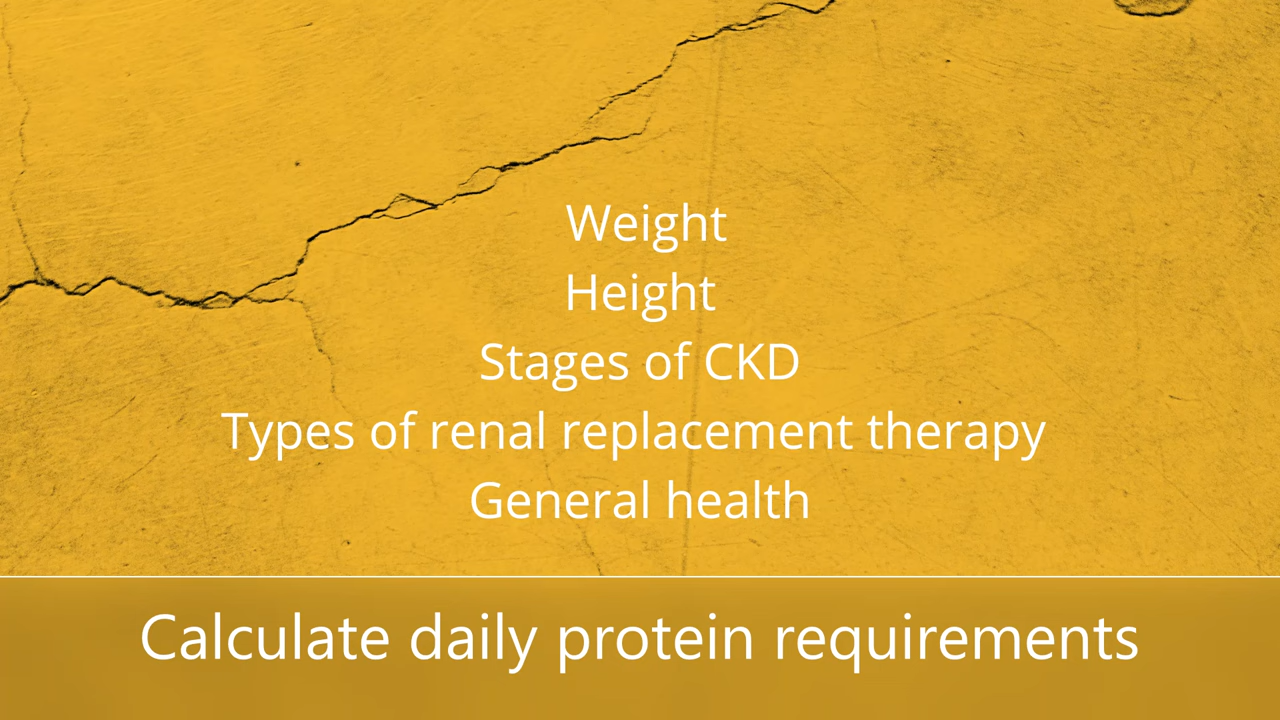 Weight
Height
Stages of CKD
Types of renal replacement therapy
General health
Calculate daily protein requirements